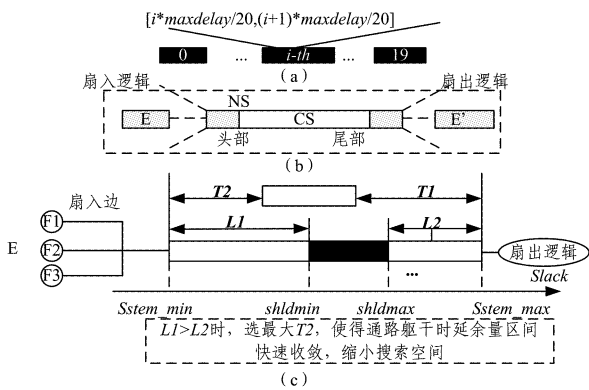 [i*maxdelay/20,(i+1)*maxdelay/20]
0 ... i-th ... 19
(a)
扇入逻辑 扇出逻辑
NS
E CS E'
头部 尾部
(b)
扇入边 T2 T1
F1 L1 L2
E F2 扇出逻辑
F3 ... Slack
Sstem_min shldmin shldmax Sstem_max
L1>L2时，选最大T2，使得通路躯干时延余量区间
快速收敛，缩小搜索空间
(c)